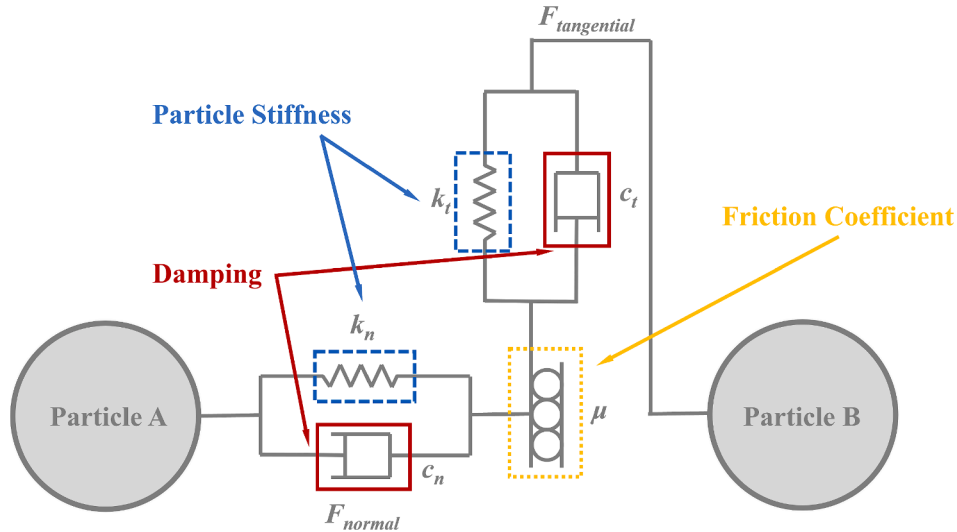 F_tangential
Particle Stiffness
k_t
c_t
Friction Coefficient
Damping
k_n
Particle A
μ
Particle B
c_n
F_normal